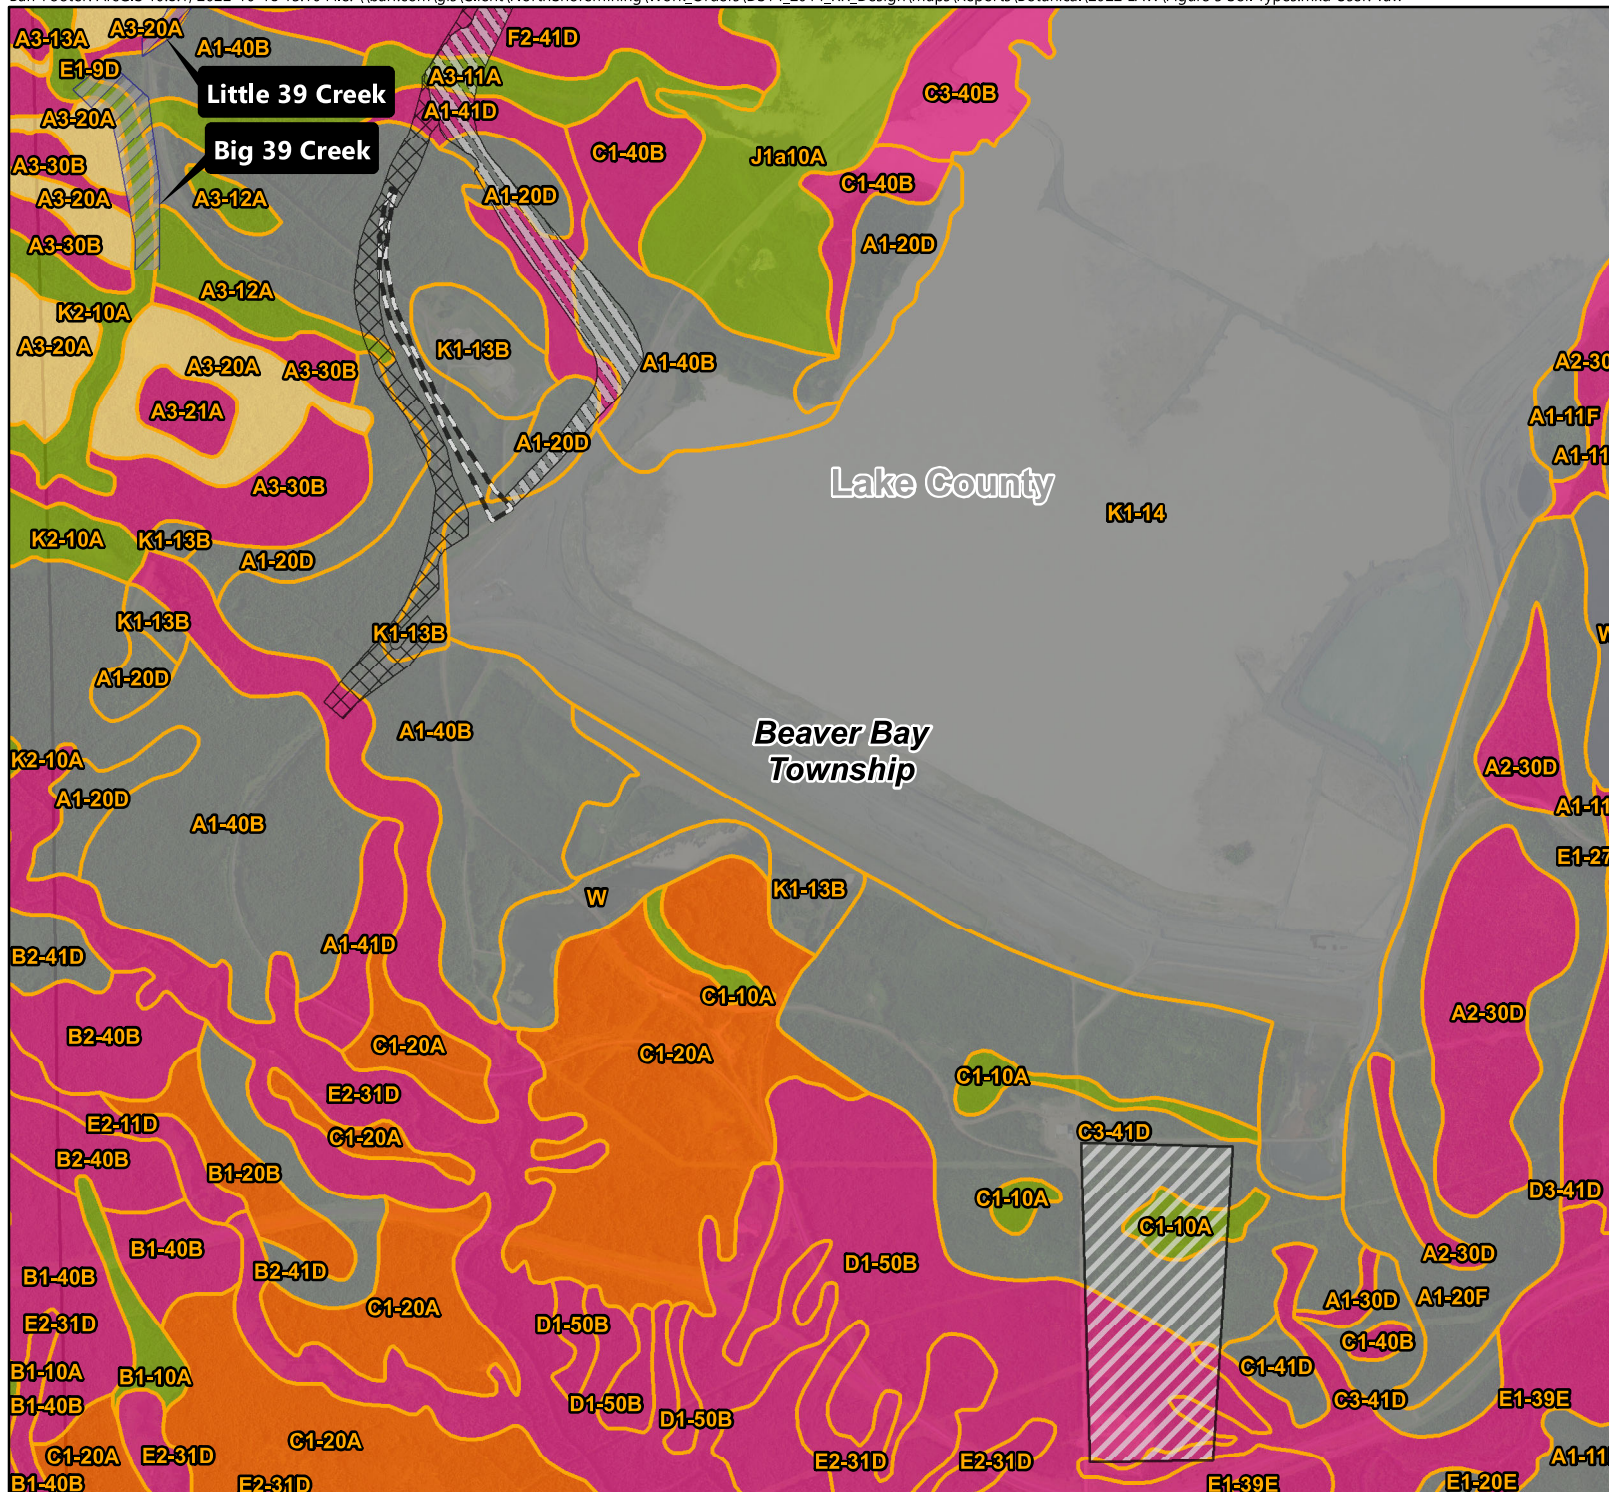 A3-13A
A3-20A
A1-40B
F2-41D
E1-9D
A3-11A
Little 39 Creek
C3-40B
A1-41D
A3-20A
Big 39 Creek
C1-40B
J1a10A
A3-30B
C1-40B
A3-20A
A3-12A
A1-20D
A3-30B
A1-20D
A3-12A
K2-10A
A3-20A
K1-13B
A3-20A
A3-30B
A1-40B
A2-30
A3-21A
A1-11F
A1-20D
A1-11
A3-30B
Lake County
K1-14
K2-10A
K1-13B
A1-20D
K1-13B
K1-13B
A1-20D
A1-40B
Beaver Bay
Township
K2-10A
A2-30D
A1-20D
A1-11
A1-40B
E1-27
W
K1-13B
B2-41D
A1-41D
C1-10A
A2-30D
B2-40B
C1-20A
C1-20A
C1-10A
E2-31D
E2-11D
C1-20A
C3-41D
B2-40B
B1-20B
C1-10A
D3-41D
C1-10A
B1-40B
A2-30D
D1-50B
B1-40B
B2-41D
C1-20A
A1-30D
A1-20F
E2-31D
D1-50B
C1-40B
B1-10A
B1-10A
C1-41D
B1-40B
D1-50B
D1-50B
C3-41D
E1-39E
C1-20A
E2-31D
C1-20A
E2-31D
E2-31D
A1-11
B1-40B
E2-31D
E1-39E
E1-20E